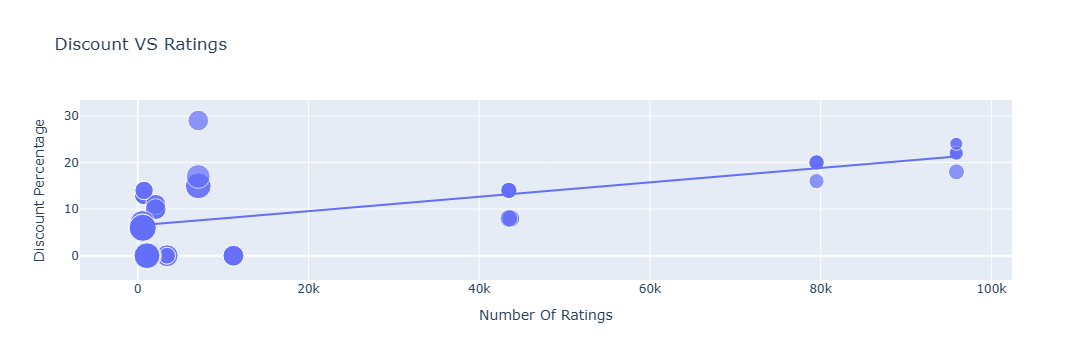 Discount VS Ratings
Discount Percentage
30
20
10
0
0
20k
40k
60k
80k
100k
Number Of Ratings